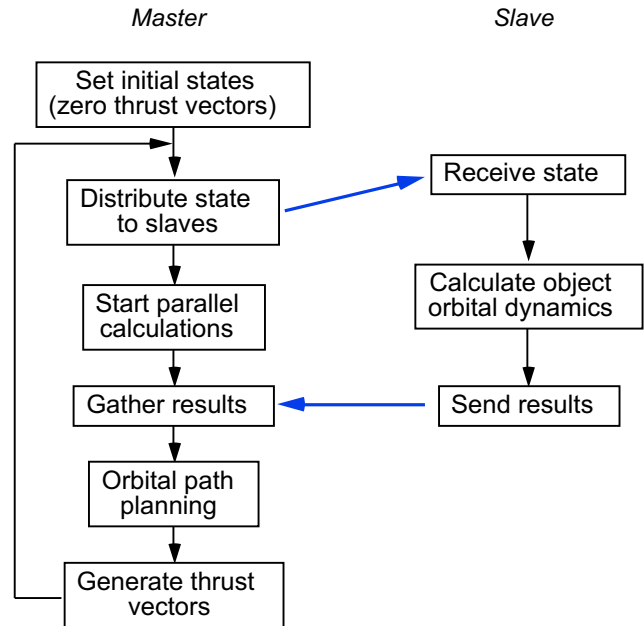 Master
Slave
Set initial states
(zero thrust vectors)
Distribute state
to slaves
Start parallel
calculations
Gather results
Orbital path
planning
Generate thrust
vectors
Receive state
Calculate object
orbital dynamics
Send results